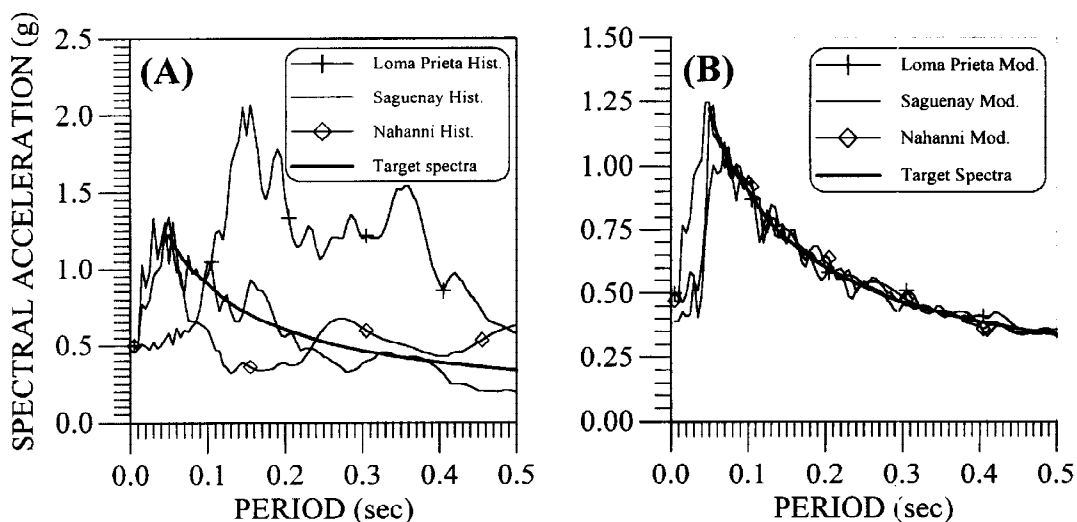 SPECTRAL ACCELERATION (g)
2.5
2.0
1.5
1.0
0.5
0.0
(A)
Loma Prieta Hist.
Saguenay Hist.
Nahanni Hist.
Target spectra
0.0 0.1 0.2 0.3 0.4 0.5
PERIOD (sec)
1.50
1.25
1.00
0.75
0.50
0.25
0.00
(B)
Loma Prieta Mod.
Saguenay Mod.
Nahanni Mod.
Target Spectra
0.0 0.1 0.2 0.3 0.4 0.5
PERIOD (sec)